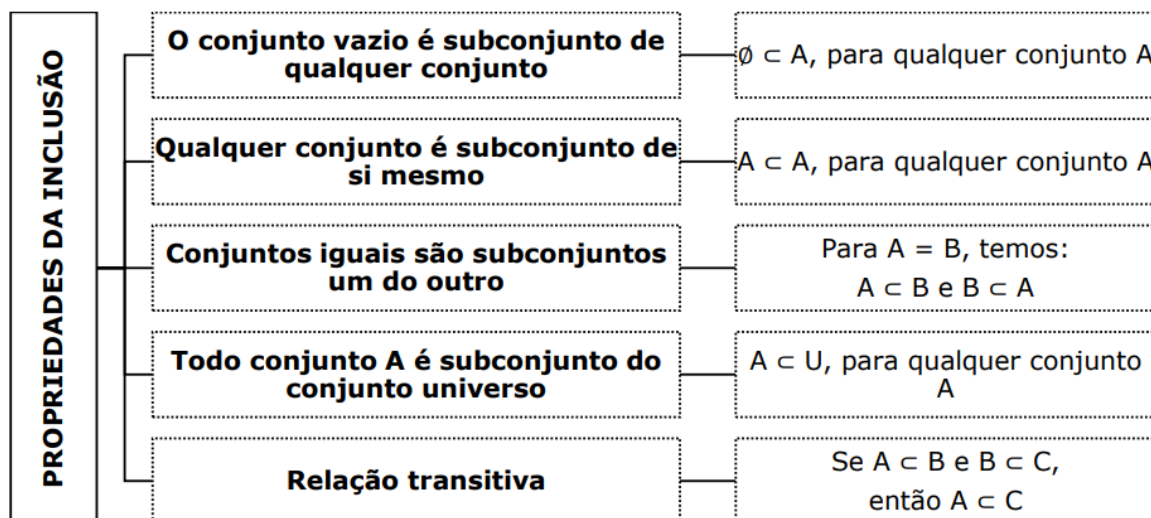 PROPRIEDADES DA INCLUSÃO
O conjunto vazio é subconjunto de
qualquer conjunto
∅ ⊂ A, para qualquer conjunto A
Qualquer conjunto é subconjunto de
si mesmo
A ⊂ A, para qualquer conjunto A
Conjuntos iguais são subconjuntos
um do outro
Para A = B, temos:
A ⊂ B e B ⊂ A
Todo conjunto A é subconjunto do
conjunto universo
A ⊂ U, para qualquer conjunto
A
Relação transitiva
Se A ⊂ B e B ⊂ C,
então A ⊂ C